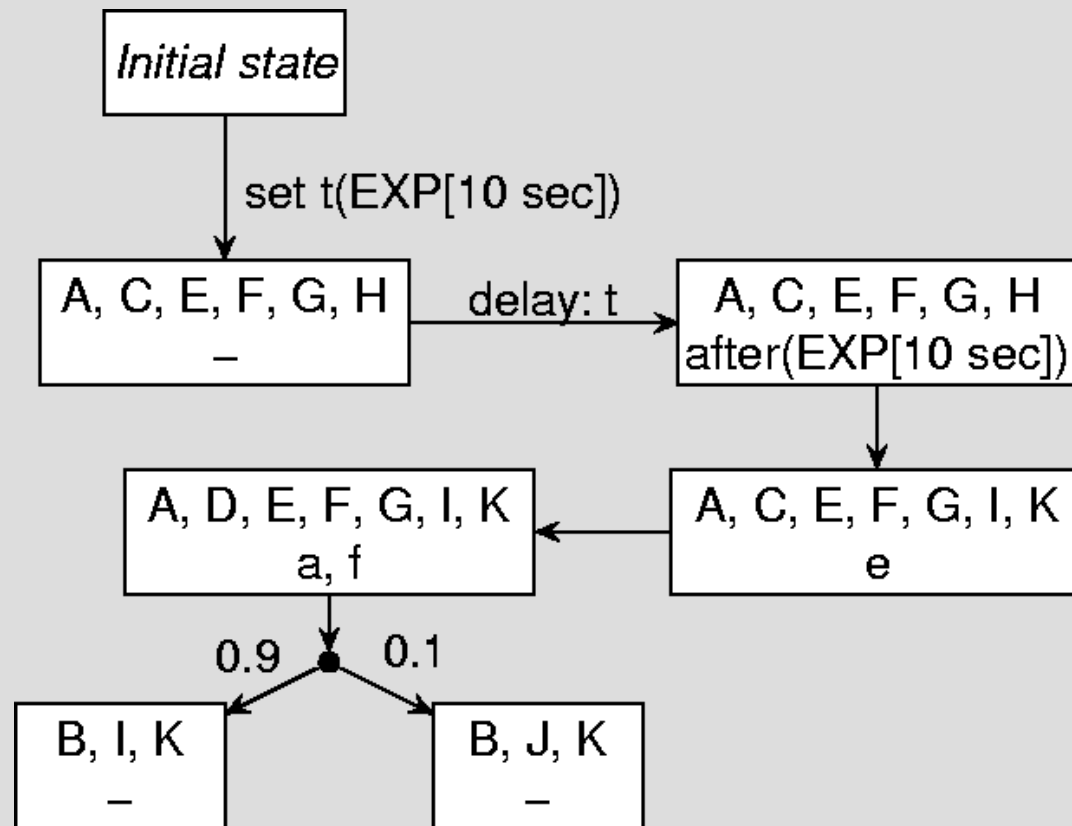 Initial state
set t(EXP[10 sec])
A, C, E, F, G, H
–
delay: t
A, C, E, F, G, H
after(EXP[10 sec])
A, D, E, F, G, I, K
a, f
A, C, E, F, G, I, K
e
0.9
0.1
B, I, K
–
B, J, K
–